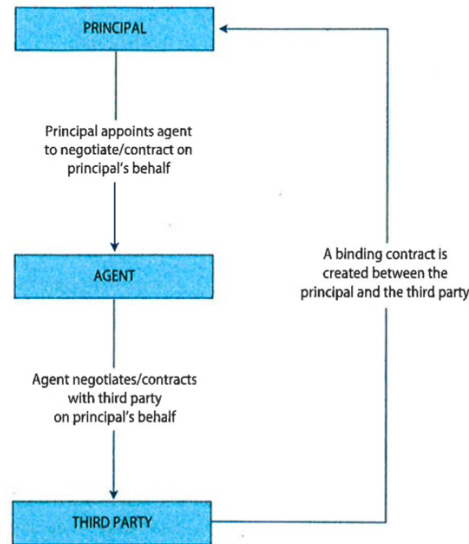 PRINCIPAL
Principal appoints agent
to negotiate/contract on
principal's behalf
AGENT
A binding contract is
created between the
principal and the third party
Agent negotiates/contracts
with third party
on principal's behalf
THIRD PARTY